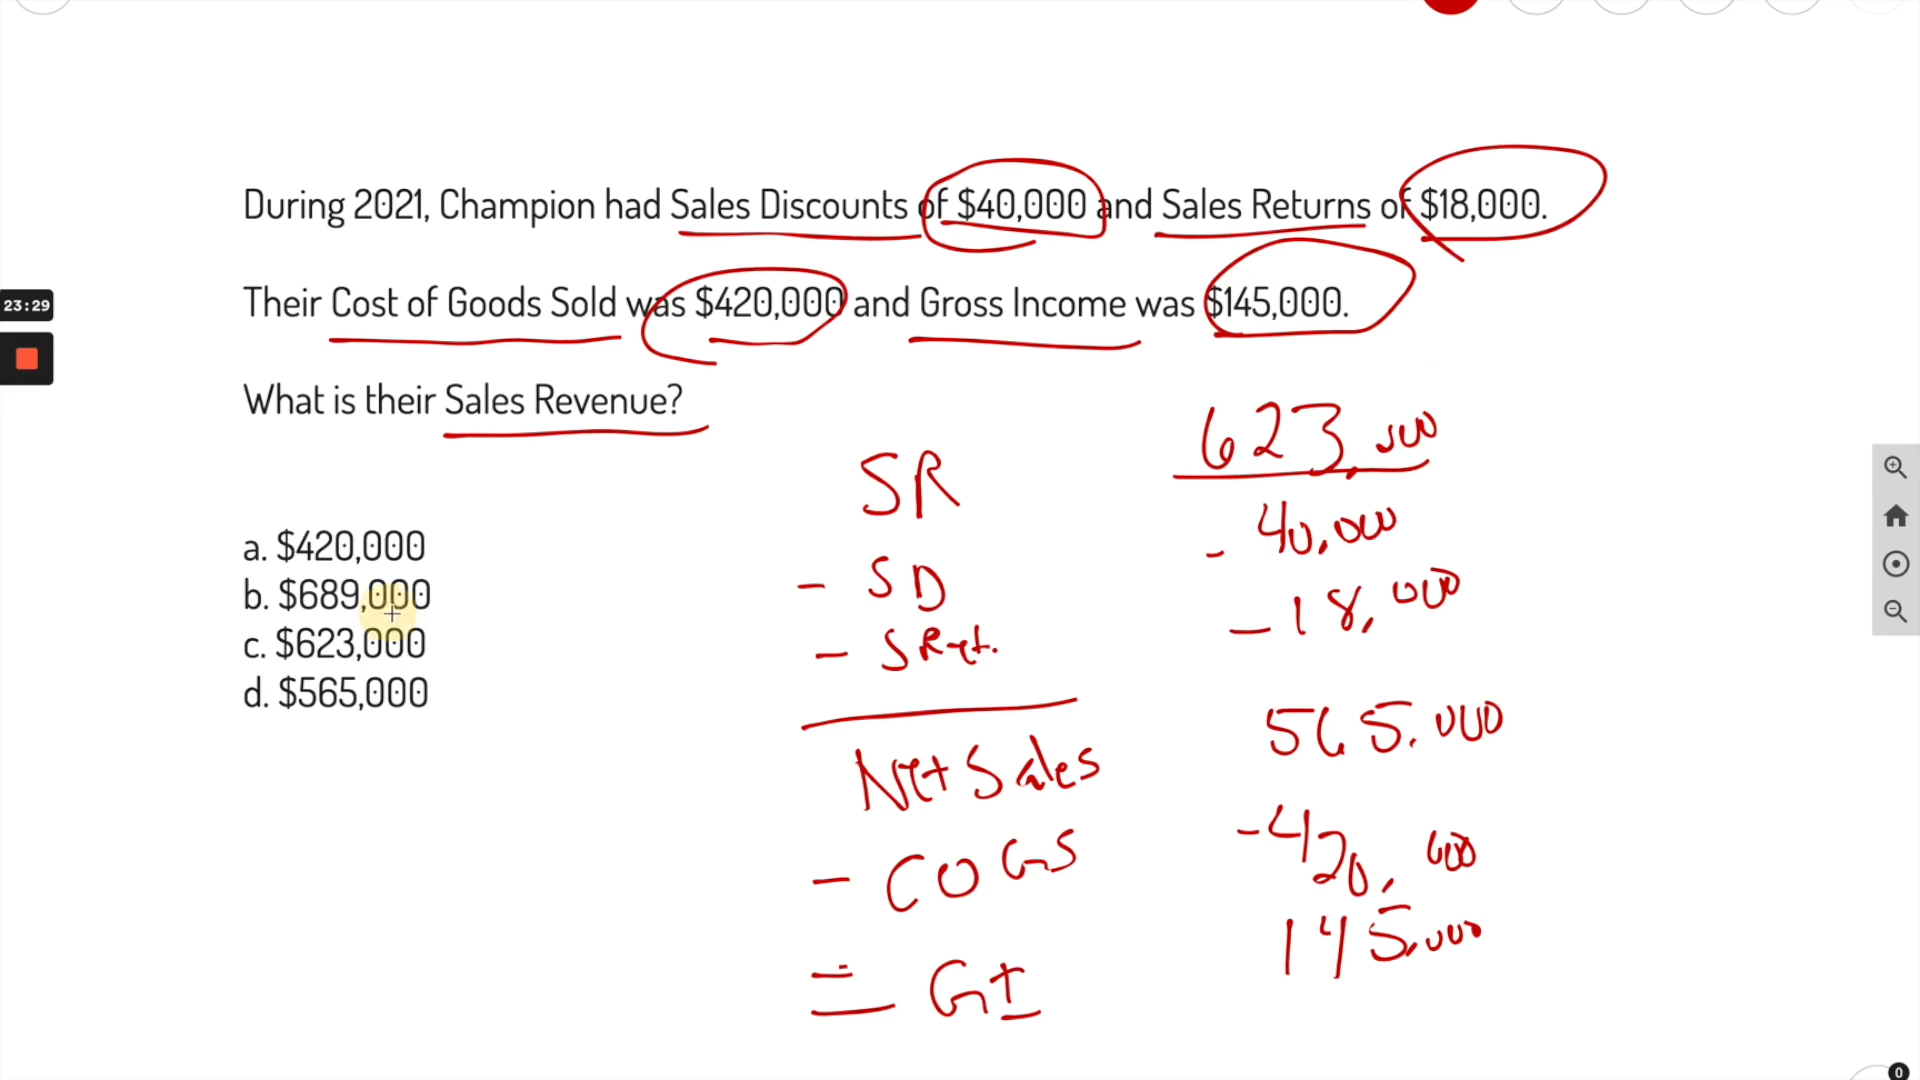 During 2021, Champion had Sales Discounts of $40,000 and Sales Returns of $18,000.
Their Cost of Goods Sold was $420,000 and Gross Income was $145,000.
23:29
What is their Sales Revenue?
a. $420,000
b. $689,000
c. $623,000
d. $565,000
SR
- SD
- SRet.
Net Sales
- COGS
= GI
623,000
- 40,000
- 18,000
565,000
- 420,000
145,000
0